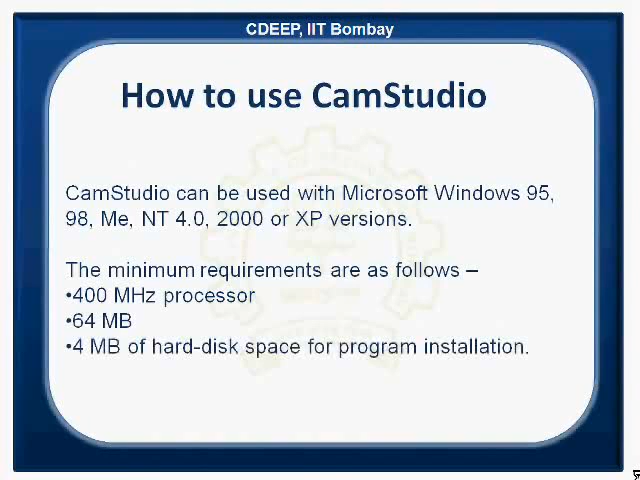 CDEEP, IIT Bombay
How to use CamStudio
CamStudio can be used with Microsoft Windows 95,
98, Me, NT 4.0, 2000 or XP versions.
The minimum requirements are as follows –
•400 MHz processor
•64 MB
•4 MB of hard-disk space for program installation.